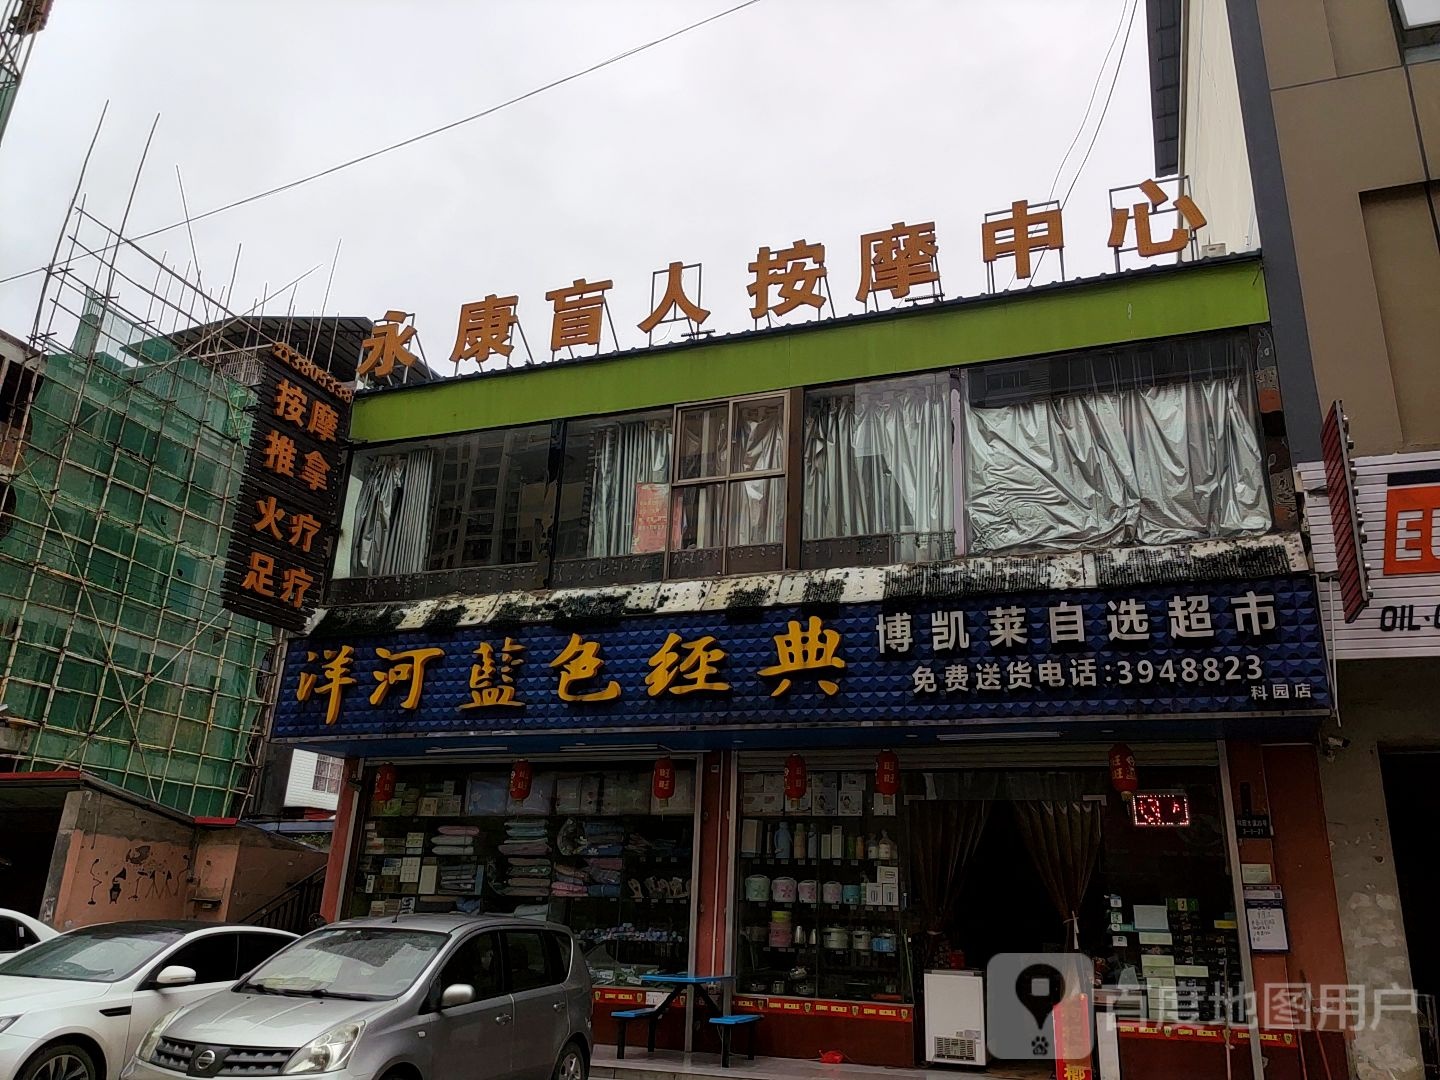 永康盲人按摩中心
按摩
推拿
火疗
足疗
洋河藍色经典
博凯莱自选超市
免费送货电话:3948823
科园店
旺旺
百度地图用户